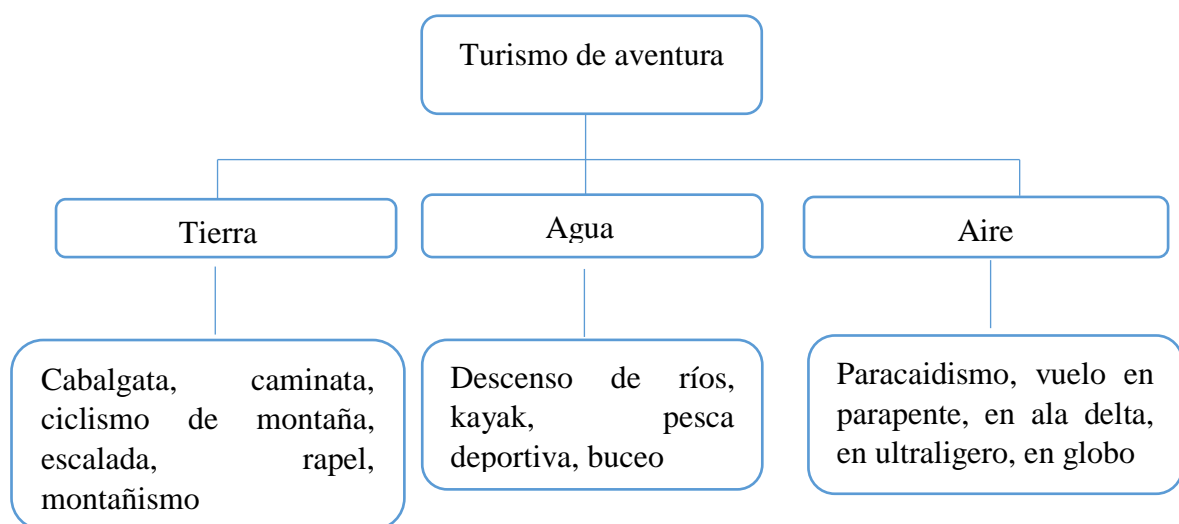 Turismo de aventura
Tierra
Agua
Aire
Cabalgata, caminata,
ciclismo de montaña,
escalada, rapel,
montañismo
Descenso de ríos,
kayak, pesca
deportiva, buceo
Paracaidismo, vuelo en
parapente, en ala delta,
en ultraligero, en globo